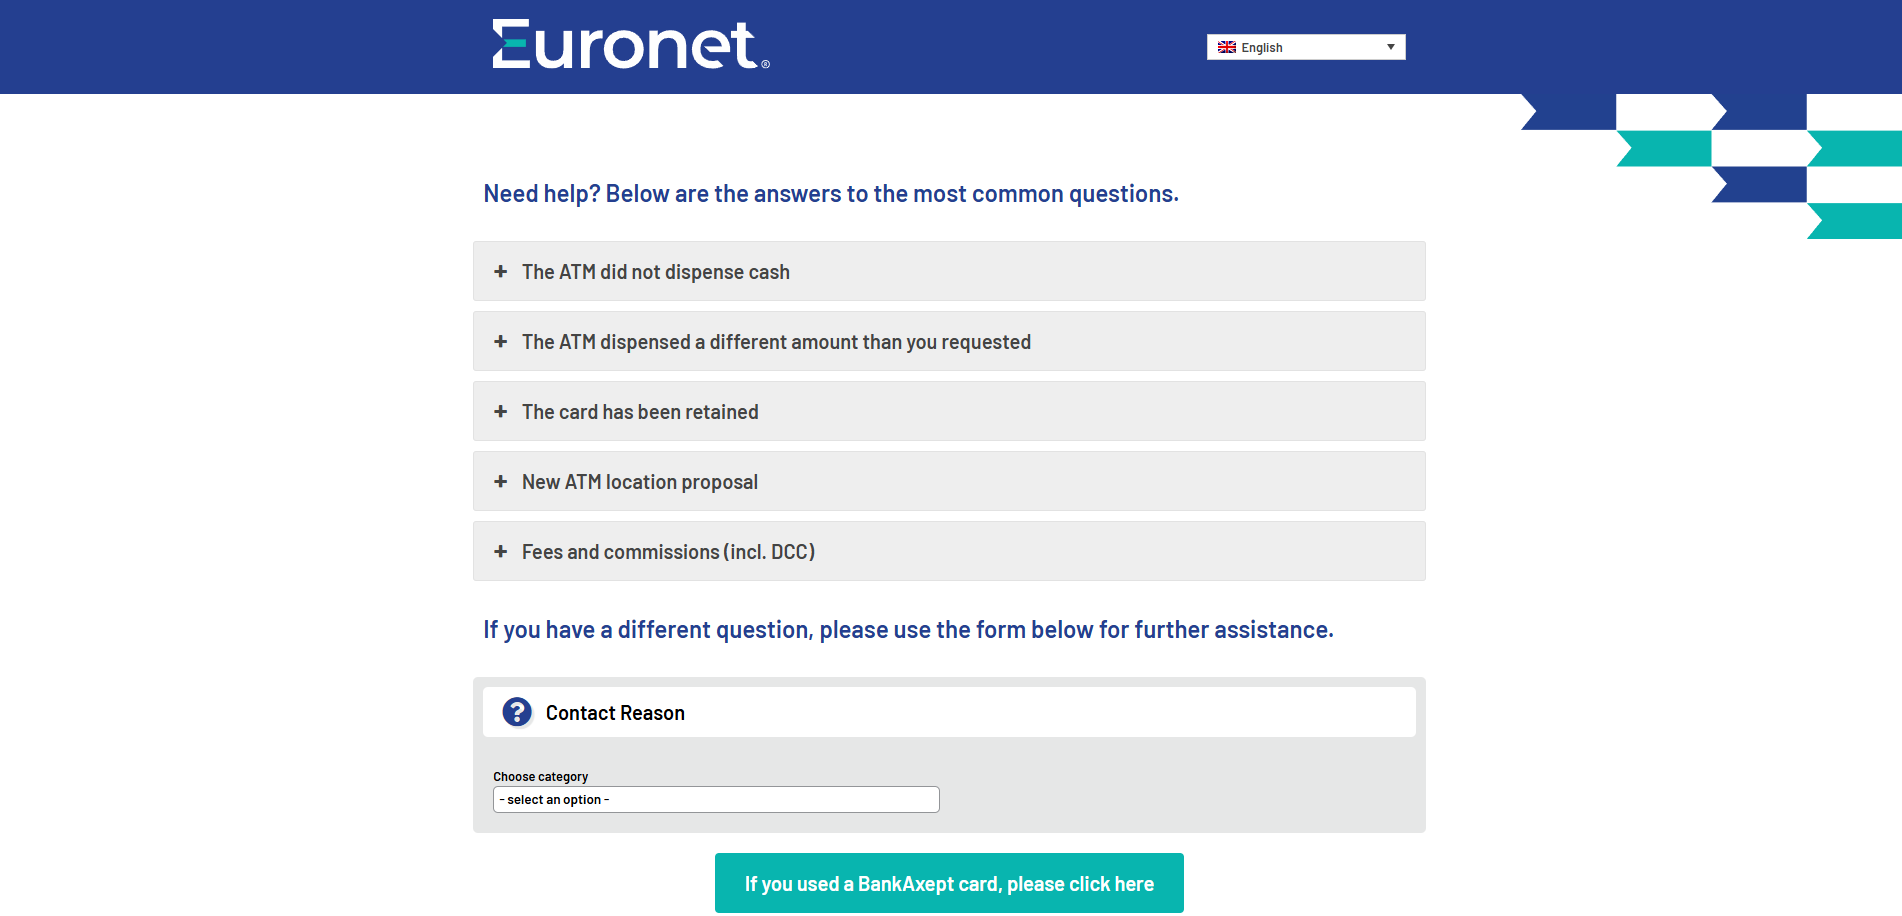 Euronet®
English
Need help? Below are the answers to the most common questions.
+ The ATM did not dispense cash
+ The ATM dispensed a different amount than you requested
+ The card has been retained
+ New ATM location proposal
+ Fees and commissions (incl. DCC)
If you have a different question, please use the form below for further assistance.
? Contact Reason
Choose category
- select an option -
If you used a BankAxept card, please click here